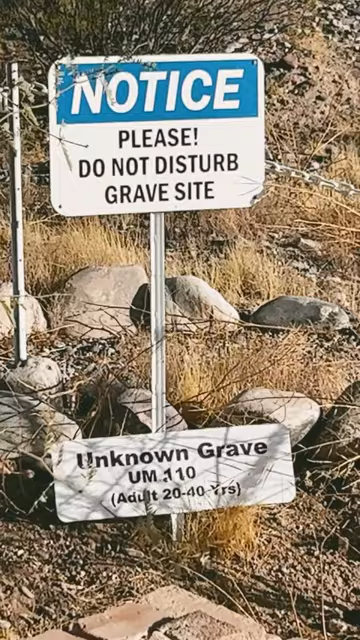 NOTICE
PLEASE!
DO NOT DISTURB
GRAVE SITE
Unknown Grave
UM 110
(Adult 20-40 Yrs)